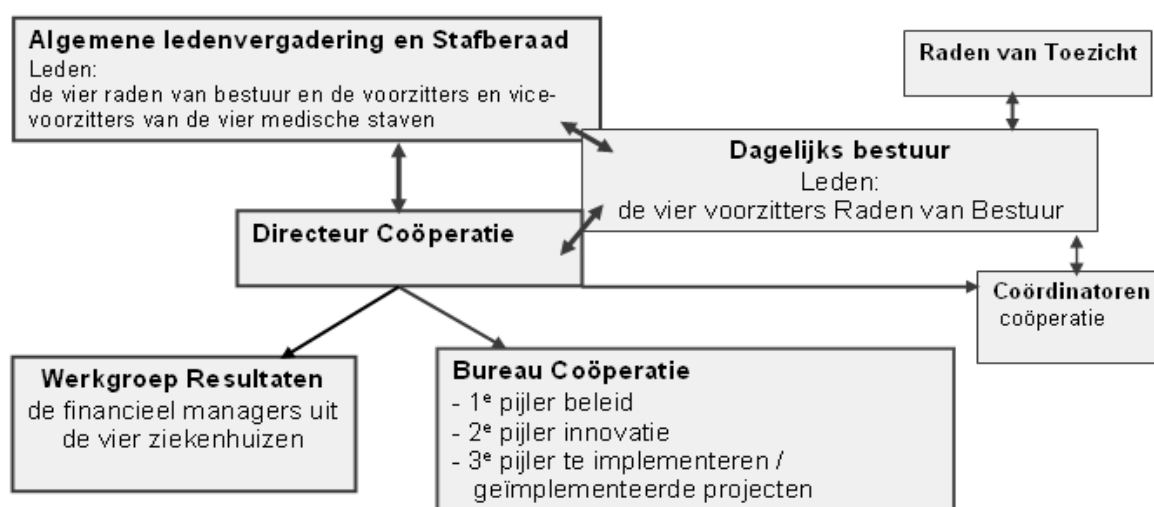 Algemene ledenvergadering en Stafberaad
Leden:
de vier raden van bestuur en de voorzitters en vice-
voorzitters van de vier medische staven
Raden van Toezicht
Dagelijks bestuur
Leden:
de vier voorzitters Raden van Bestuur
Directeur Coöperatie
Coördinatoren
coöperatie
Werkgroep Resultaten
de financieel managers uit
de vier ziekenhuizen
Bureau Coöperatie
- 1e pijler beleid
- 2e pijler innovatie
- 3e pijler te implementeren /
geïmplementeerde projecten